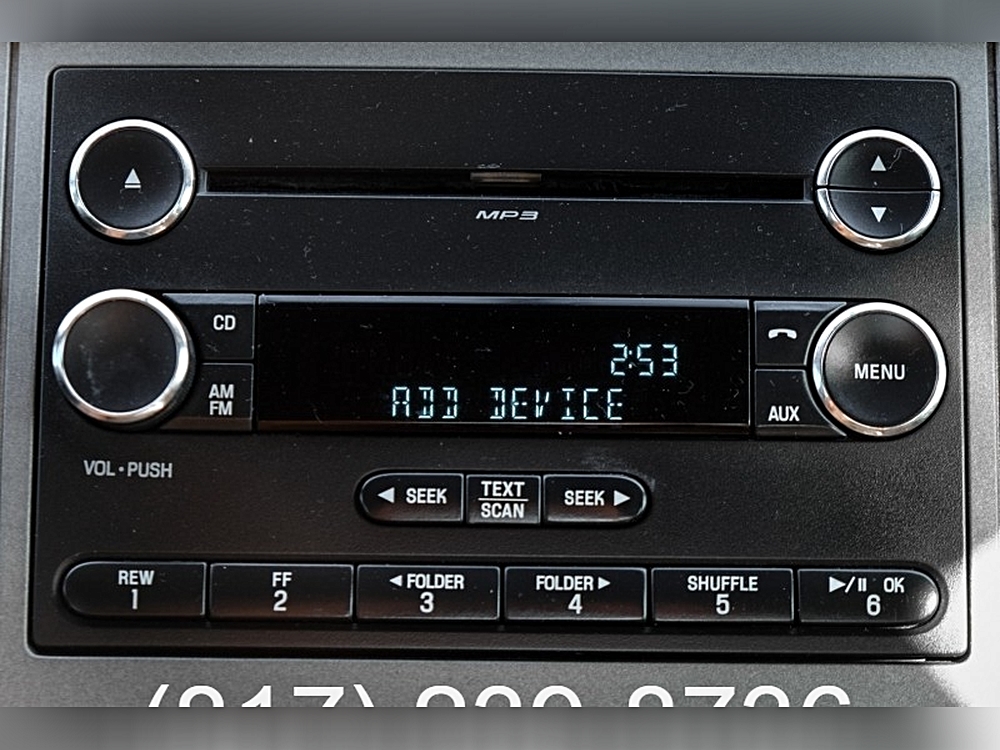 MP3
CD
2:53
MENU
AM
FM
ADD DEVICE
AUX
VOL•PUSH
◀ SEEK
TEXT
SCAN
SEEK ▶
REW
1
FF
2
◀FOLDER
3
FOLDER▶
4
SHUFFLE
5
▶/II OK
6